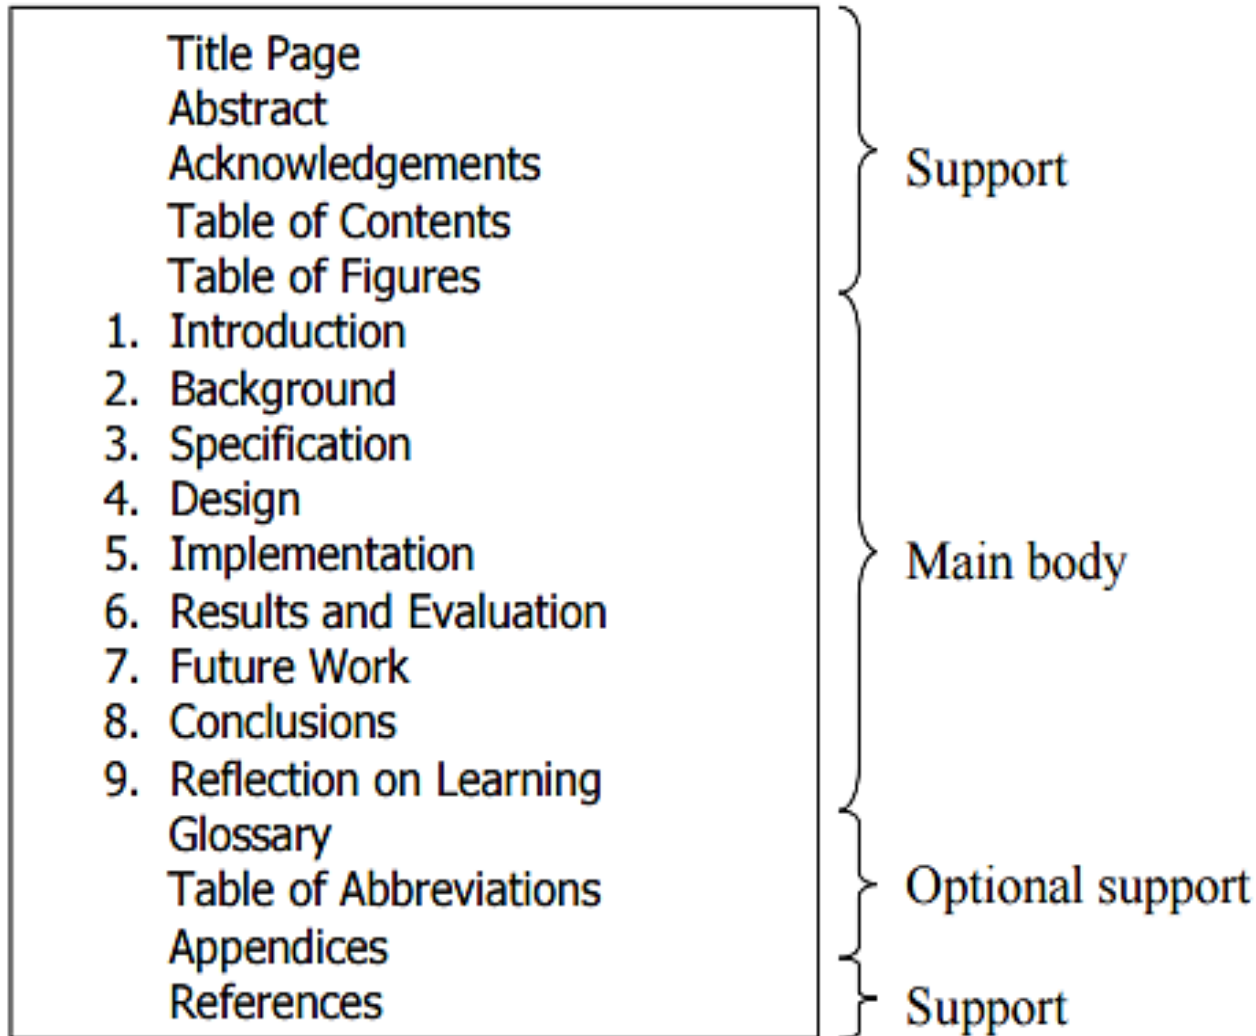 Title Page
Abstract
Acknowledgements
Table of Contents
Table of Figures
1. Introduction
2. Background
3. Specification
4. Design
5. Implementation
6. Results and Evaluation
7. Future Work
8. Conclusions
9. Reflection on Learning
Glossary
Table of Abbreviations
Appendices
References
Support
Main body
Optional support
Support